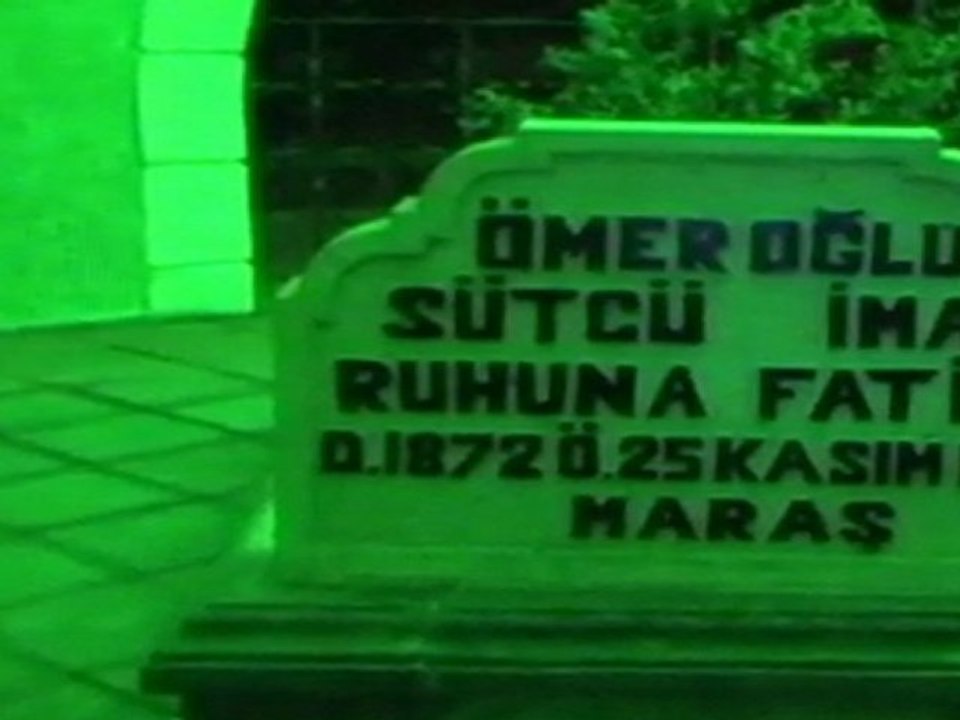 ÖMER OĞLU
SÜTCÜ İMA
RUHUNA FATİ
D.1872 Ö.25 KASIM
MARAŞ